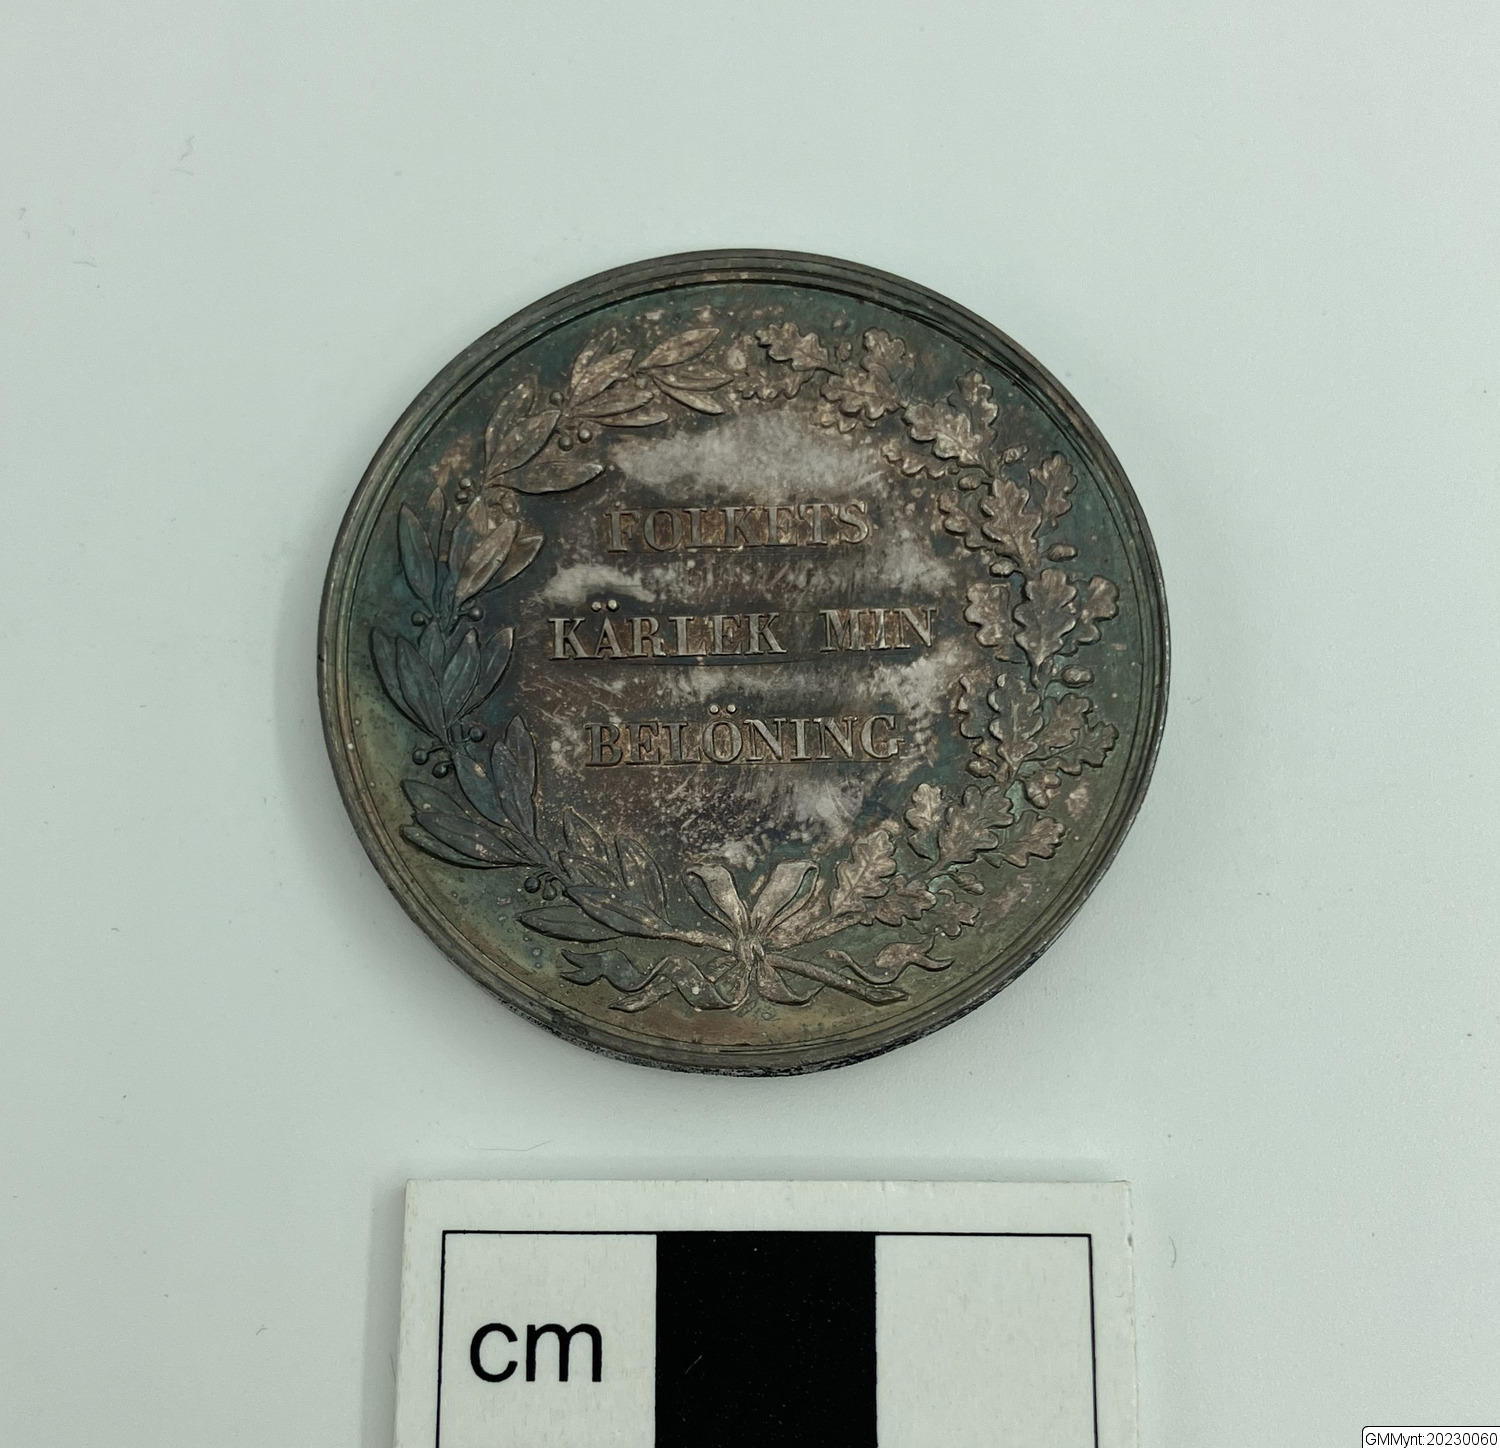 FOLKETS
KÄRLEK MIN
BELÖNING
cm
GMMynt:20230060